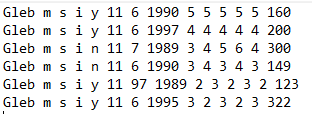 Gleb m s i y 11 6 1990 5 5 5 5 5 160
Gleb m s i y 11 6 1997 4 4 4 4 4 200
Gleb m s i n 11 7 1989 3 4 5 6 4 300
Gleb m s i n 11 6 1990 3 4 3 4 3 149
Gleb m s i y 11 97 1989 2 3 2 3 2 123
Gleb m s i y 11 6 1995 3 2 3 2 3 322